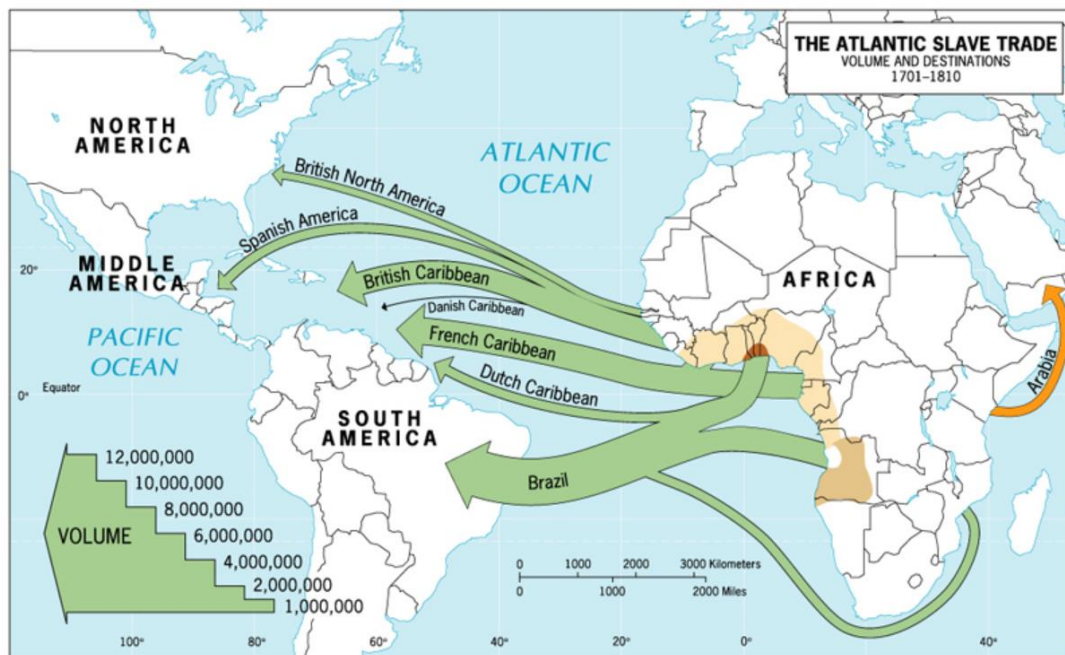 THE ATLANTIC SLAVE TRADE
VOLUME AND DESTINATIONS
1701–1810
NORTH
AMERICA
ATLANTIC
OCEAN
British North America
Spanish America
MIDDLE
AMERICA
20°
British Caribbean
AFRICA
Danish Caribbean
PACIFIC
OCEAN
French Caribbean
Arabia
Equator
0°
Dutch Caribbean
SOUTH
AMERICA
Brazil
VOLUME
12,000,000
10,000,000
8,000,000
6,000,000
4,000,000
2,000,000
1,000,000
0 1000 2000 3000 Kilometers
0 1000 2000 Miles
100° 80° 60° 40° 20° 0° 20° 40°